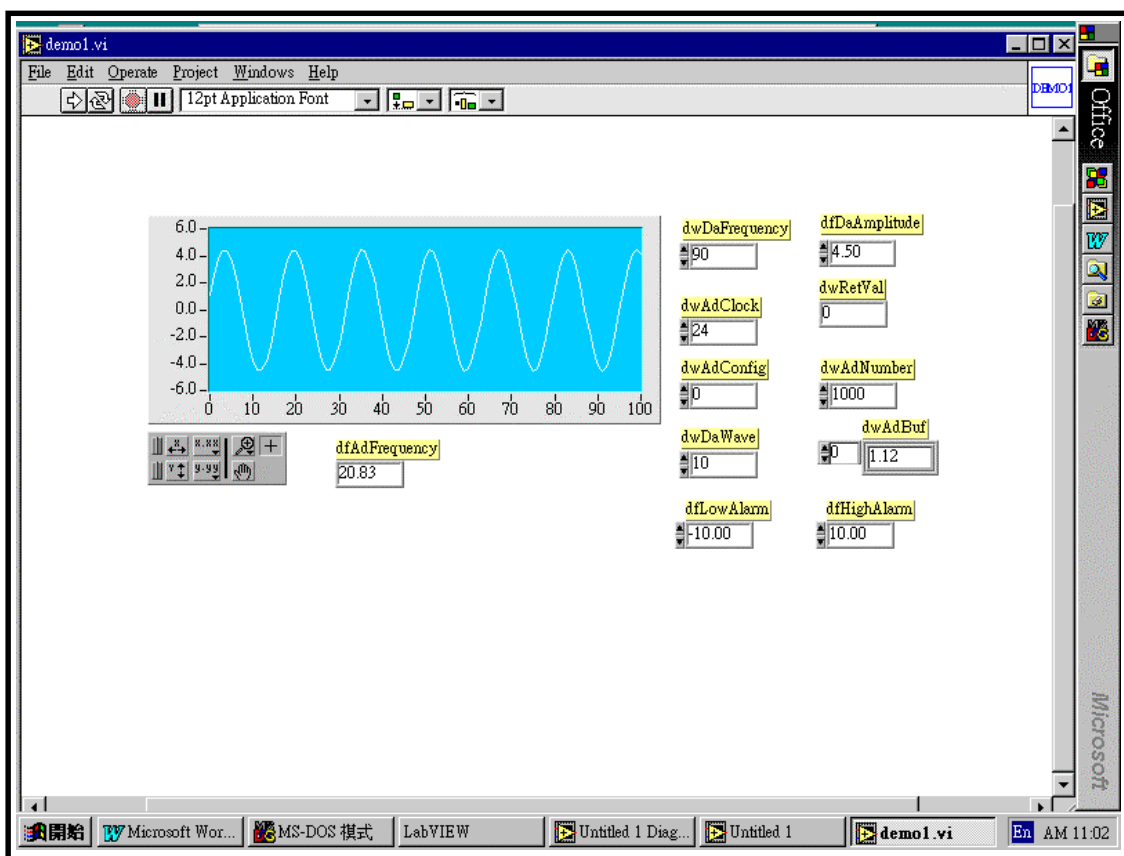 demo1.vi
File Edit Operate Project Windows Help
12pt Application Font
DEMO1
Office
6.0
4.0
2.0
0.0
-2.0
-4.0
-6.0
0 10 20 30 40 50 60 70 80 90 100
dwDaFrequency
90
dfDaAmplitude
4.50
dwRetVal
0
dwAdClock
24
dwAdConfig
0
dwAdNumber
1000
dwDaWave
10
dwAdBuf
0 1.12
dfLowAlarm
-10.00
dfHighAlarm
10.00
X X.XX
Y Y.YY
dfAdFrequency
20.83
Microsoft
開始 Microsoft Wor... MS-DOS 模式 LabVIEW Untitled 1 Diag... Untitled 1 demo1.vi En AM 11:02